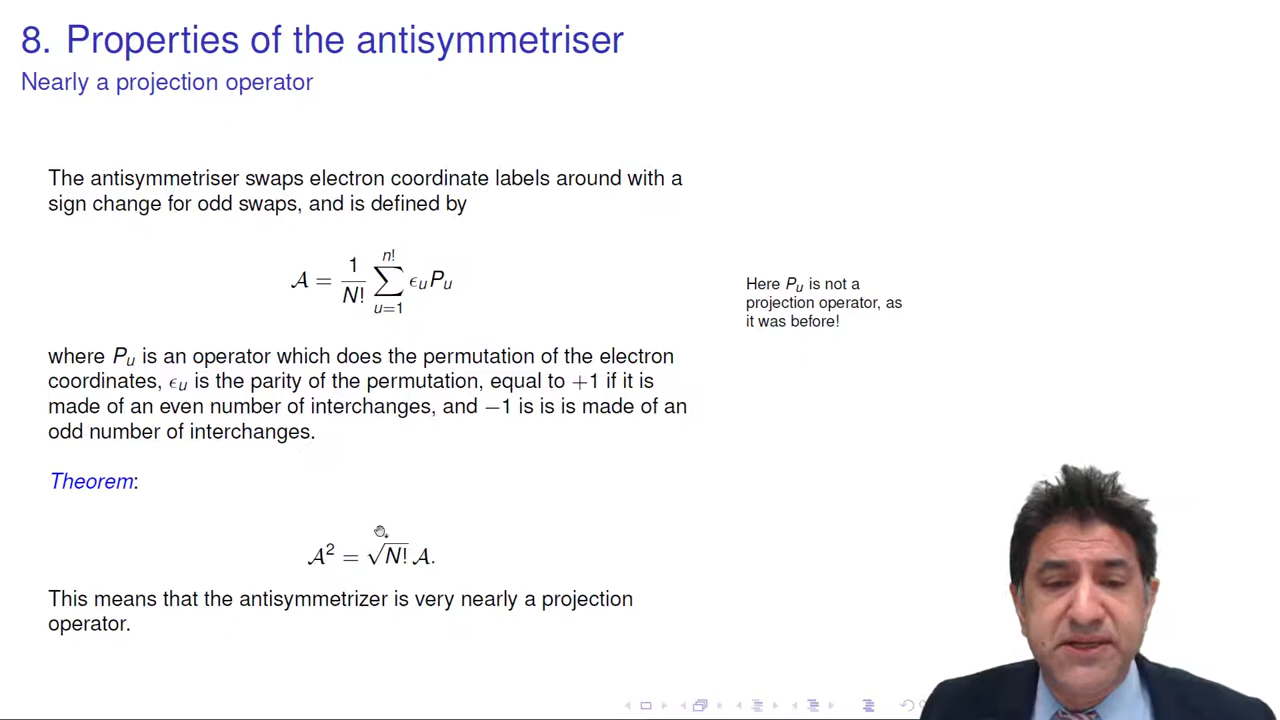 8. Properties of the antisymmetriser
Nearly a projection operator
The antisymmetriser swaps electron coordinate labels around with a
sign change for odd swaps, and is defined by
𝒜 = 1/N! ∑_{u=1}^{n!} ϵ_u P_u
Here P_u is not a
projection operator, as
it was before!
where P_u is an operator which does the permutation of the electron
coordinates, ϵ_u is the parity of the permutation, equal to +1 if it is
made of an even number of interchanges, and −1 is is is made of an
odd number of interchanges.
Theorem:
𝒜² = √N! 𝒜.
This means that the antisymmetrizer is very nearly a projection
operator.